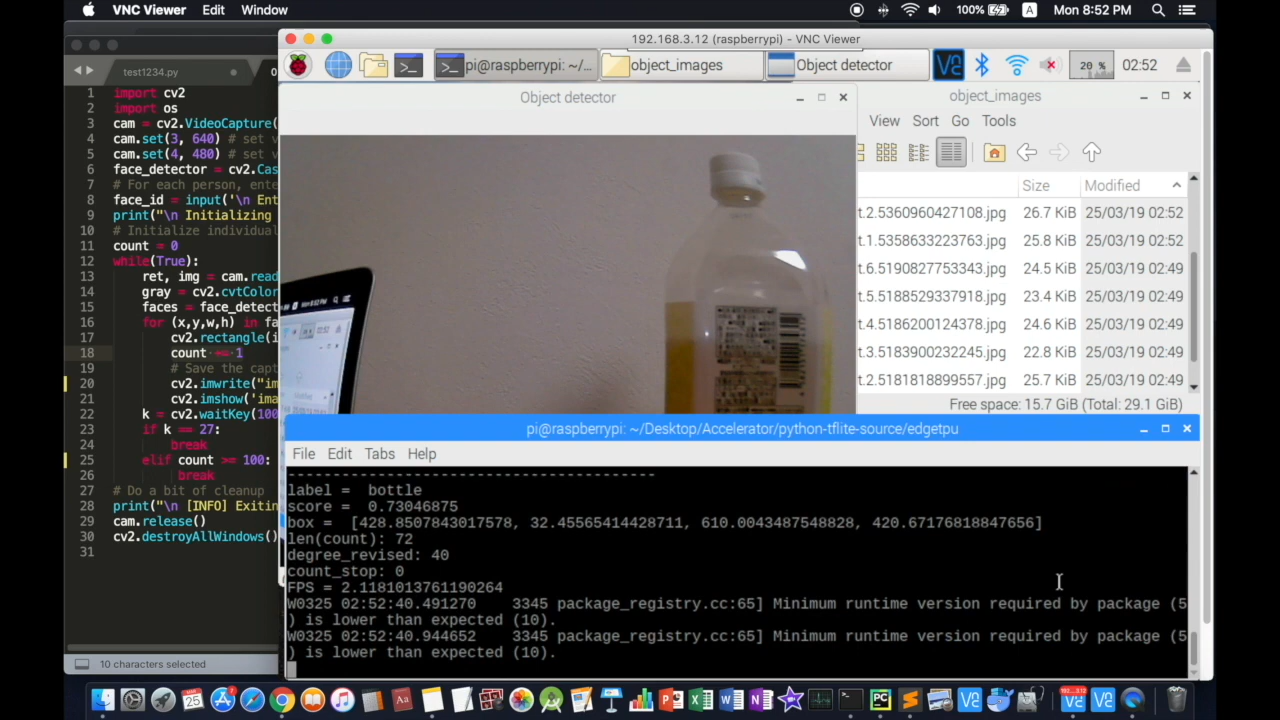 VNC Viewer Edit Window 100% A Mon 8:52 PM
192.168.3.12 (raspberrypi) - VNC Viewer
test1234.py
pi@raspberrypi: ~/... object_images Object detector 20 % 02:52
Object detector
object_images
View Sort Go Tools
Size Modified
t.2.5360960427108.jpg 26.7 KiB 25/03/19 02:52
t.1.5358633223763.jpg 25.8 KiB 25/03/19 02:52
t.6.5190827753343.jpg 24.5 KiB 25/03/19 02:49
t.5.5188529337918.jpg 23.4 KiB 25/03/19 02:49
t.4.5186200124378.jpg 24.6 KiB 25/03/19 02:49
t.3.5183900232245.jpg 22.8 KiB 25/03/19 02:49
t.2.5181818899557.jpg 25.7 KiB 25/03/19 02:49
Free space: 15.7 GiB (Total: 29.1 GiB)
1 import cv2
2 import os
3 cam = cv2.VideoCapture(
4 cam.set(3, 640) # set v
5 cam.set(4, 480) # set v
6 face_detector = cv2.Cas
7 # For each person, ente
8 face_id = input('\n Ent
9 print("\n Initializing
10 # Initialize individual
11 count = 0
12 while(True):
13 ret, img = cam.read
14 gray = cv2.cvtColor
15 faces = face_detect
16 for (x,y,w,h) in fa
17 cv2.rectangle(i
18 count += 1
19 # Save the capt
20 cv2.imwrite("im
21 cv2.imshow('ima
22 k = cv2.waitKey(100
23 if k == 27:
24 break
25 elif count >= 100:
26 break
27 # Do a bit of cleanup
28 print("\n [INFO] Exitin
29 cam.release()
30 cv2.destroyAllWindows()
31
10 characters selected
pi@raspberrypi: ~/Desktop/Accelerator/python-tflite-source/edgetpu
File Edit Tabs Help
----------------------------------------
label = bottle
score = 0.73046875
box = [428.8507843017578, 32.45565414428711, 610.0043487548828, 420.67176818847656]
len(count): 72
degree_revised: 40
count_stop: 0
FPS = 2.1181013761190264
W0325 02:52:40.491270 3345 package_registry.cc:65] Minimum runtime version required by package (5
) is lower than expected (10).
W0325 02:52:40.944652 3345 package_registry.cc:65] Minimum runtime version required by package (5
) is lower than expected (10).